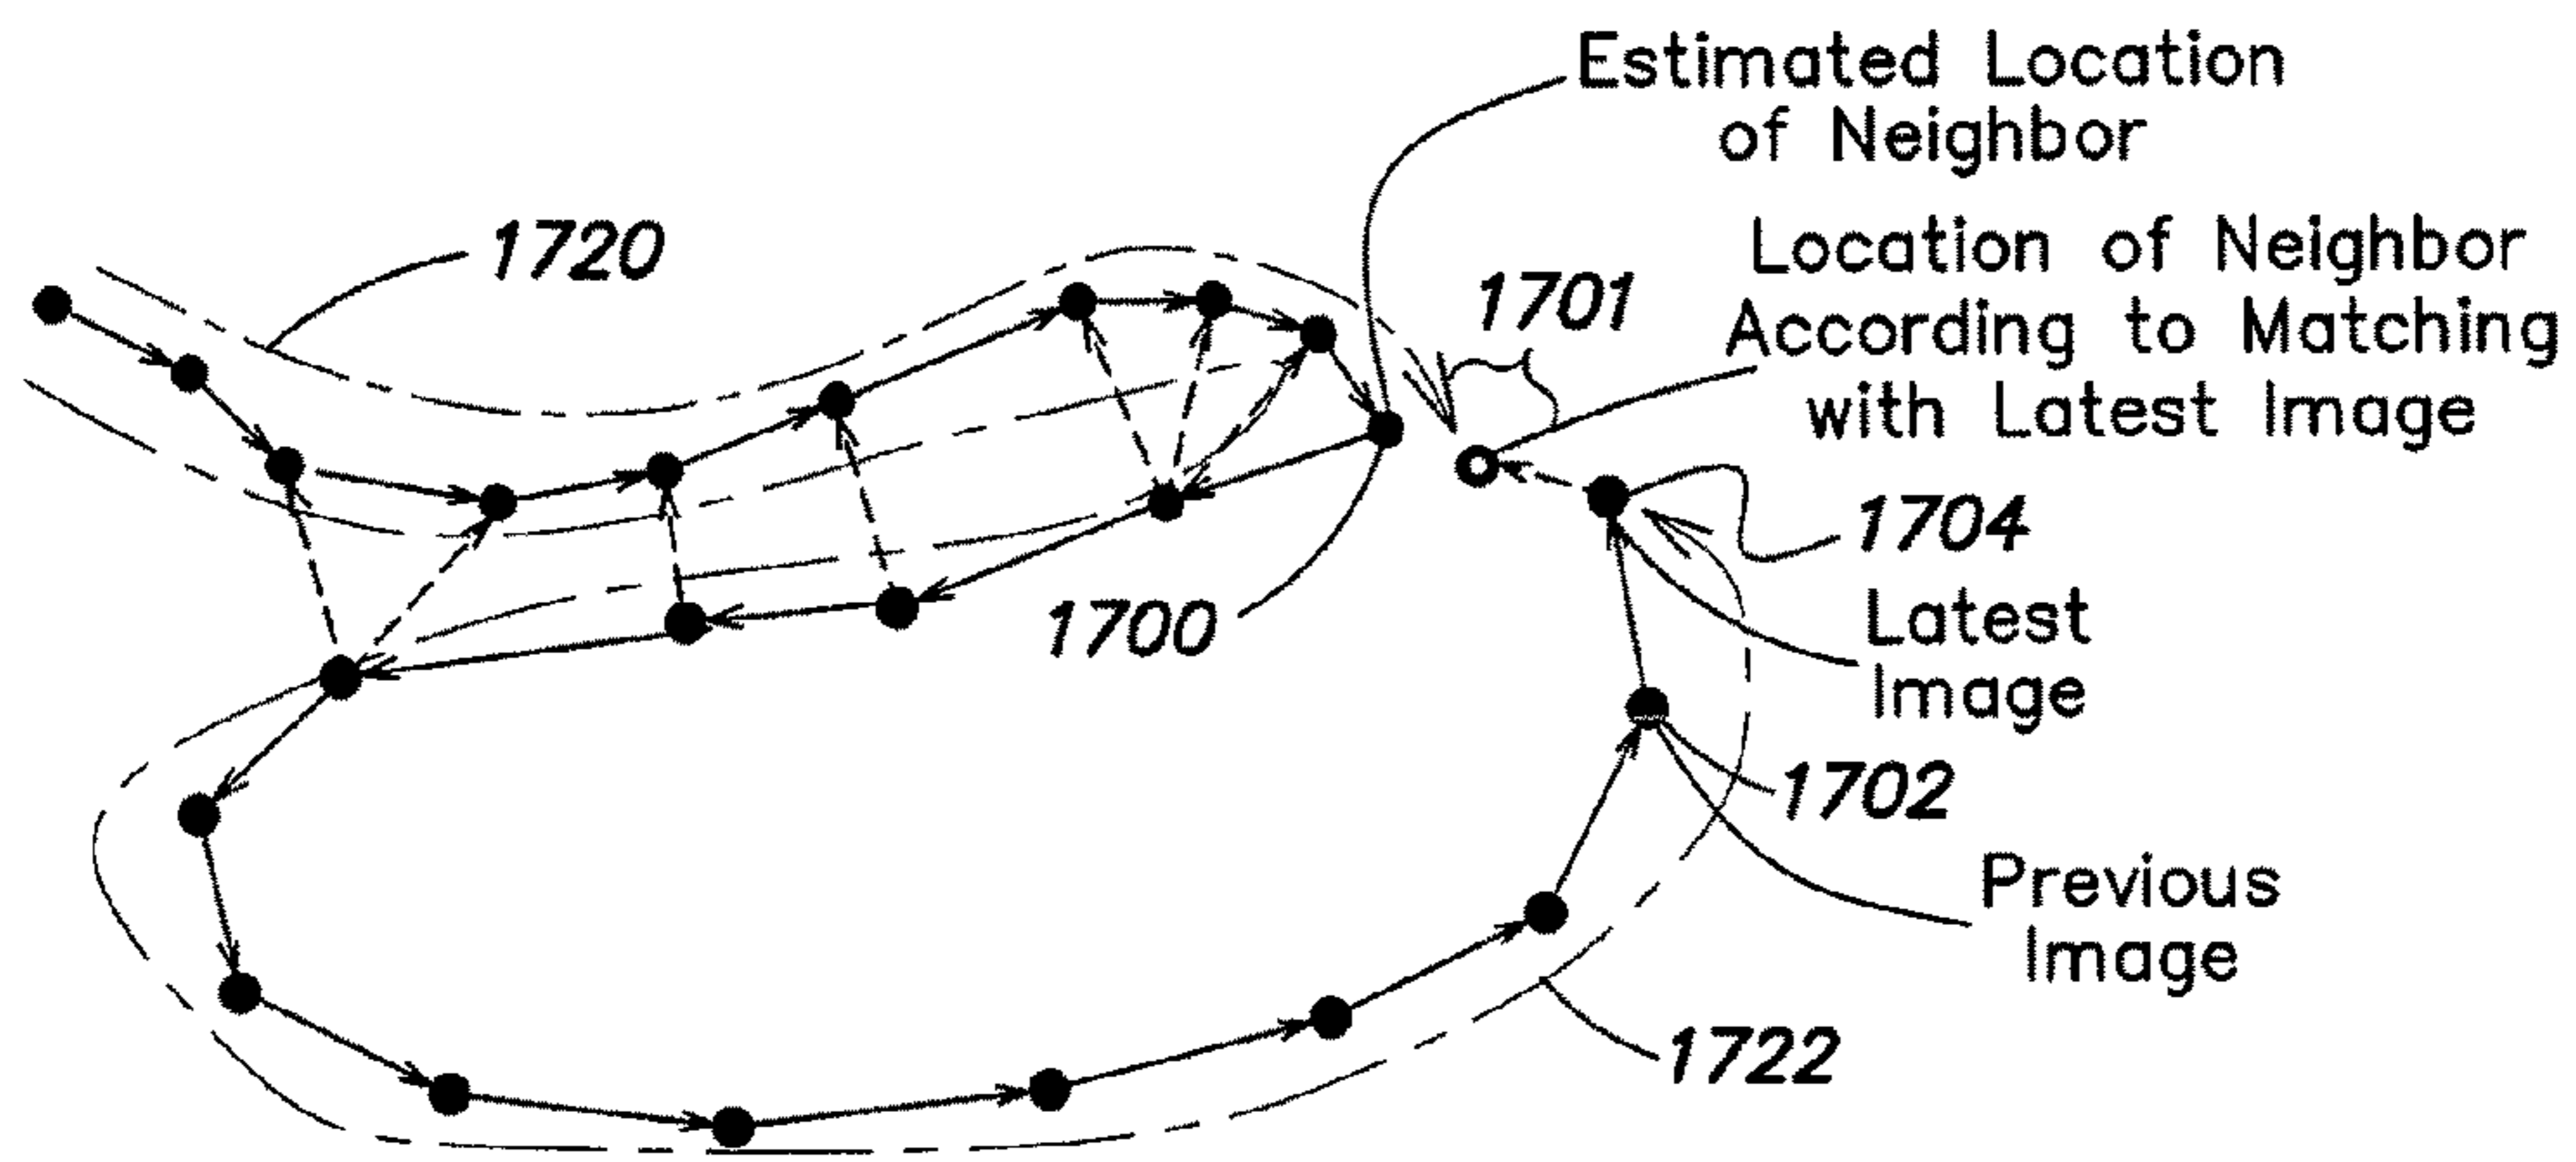 Estimated Location
of Neighbor
1720
1701
Location of Neighbor
According to Matching
with Latest Image
1704
1700
Latest
Image
1702
Previous
Image
1722